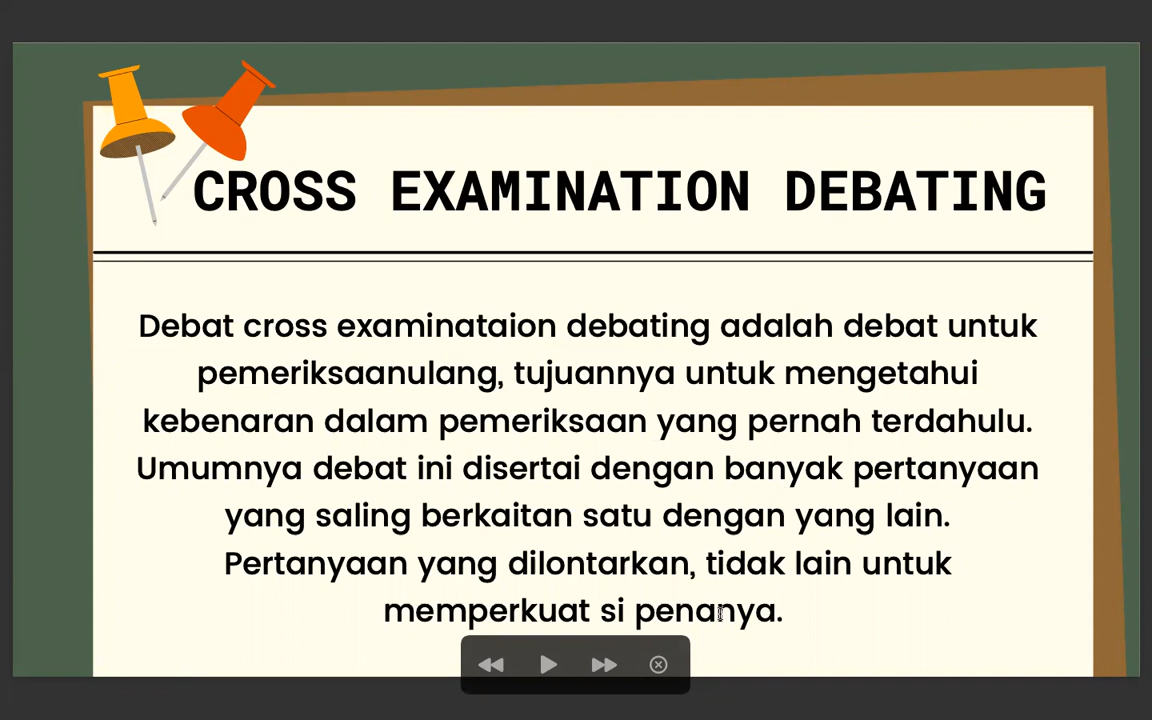 CROSS EXAMINATION DEBATING
Debat cross examinataion debating adalah debat untuk
pemeriksaanulang, tujuannya untuk mengetahui
kebenaran dalam pemeriksaan yang pernah terdahulu.
Umumnya debat ini disertai dengan banyak pertanyaan
yang saling berkaitan satu dengan yang lain.
Pertanyaan yang dilontarkan, tidak lain untuk
memperkuat si penanya.